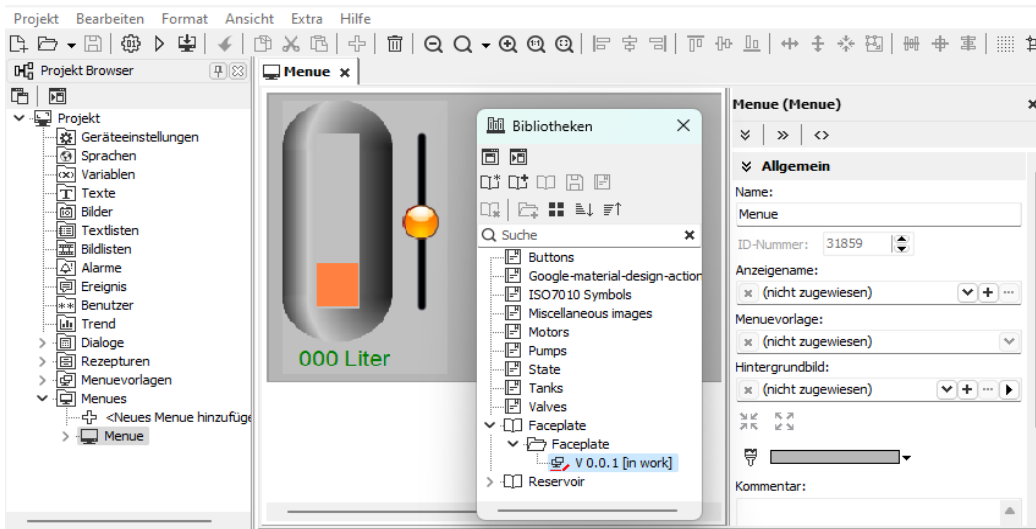 Projekt Bearbeiten Format Ansicht Extra Hilfe
Projekt Browser
Menue
Projekt
Geräteeinstellungen
Sprachen
Variablen
Texte
Bilder
Textlisten
Bildlisten
Alarme
Ereignis
Benutzer
Trend
Dialoge
Rezepturen
Menuevorlagen
Menues
<Neues Menue hinzufüge
Menue
000 Liter
Bibliotheken
Suche
Buttons
Google-material-design-action
ISO7010 Symbols
Miscellaneous images
Motors
Pumps
State
Tanks
Valves
Faceplate
Faceplate
V 0.0.1 [in work]
Reservoir
Menue (Menue)
Allgemein
Name:
Menue
ID-Nummer: 31859
Anzeigename:
(nicht zugewiesen)
Menuevorlage:
(nicht zugewiesen)
Hintergrundbild:
(nicht zugewiesen)
Kommentar: